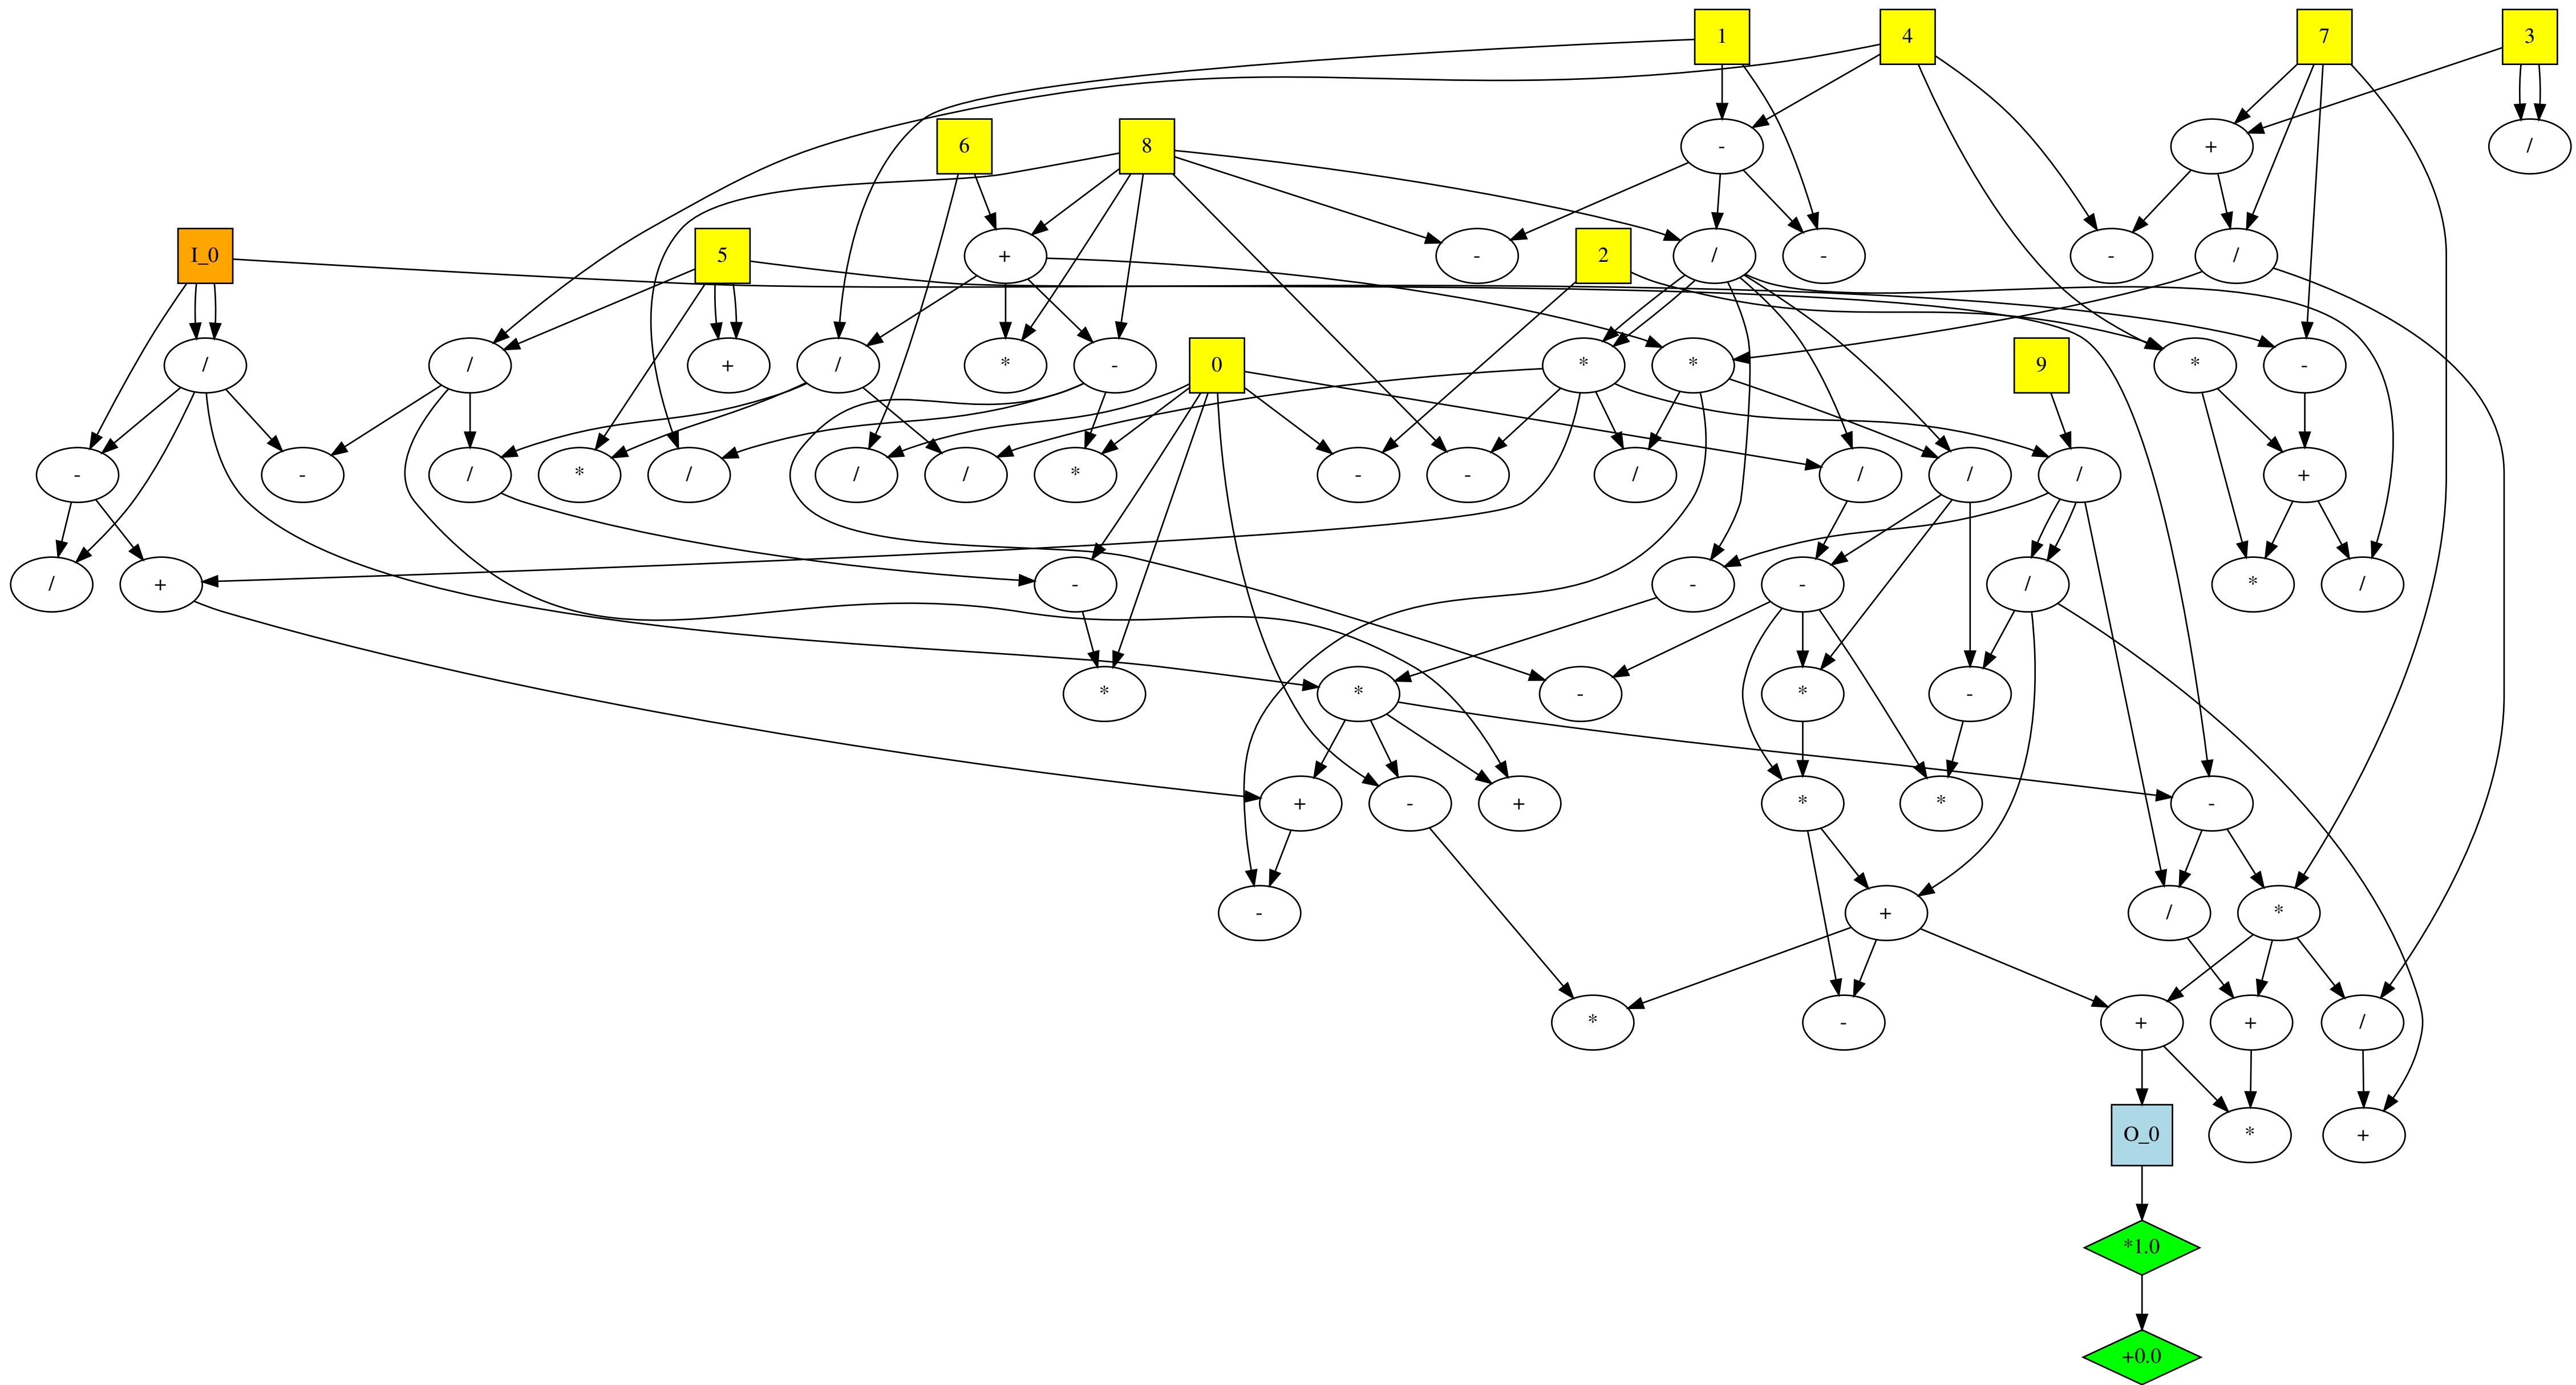 1 4 7 3
6 8 - + /
I_0 5 + - 2 / - - /
/ / + / * - 0 * * 9 * -
- - / * / / / * - - / / / / +
/ + - - - / * /
* * - * -
+ - + * * -
- + / *
* - + + /
O_0 * +
*1.0
+0.0